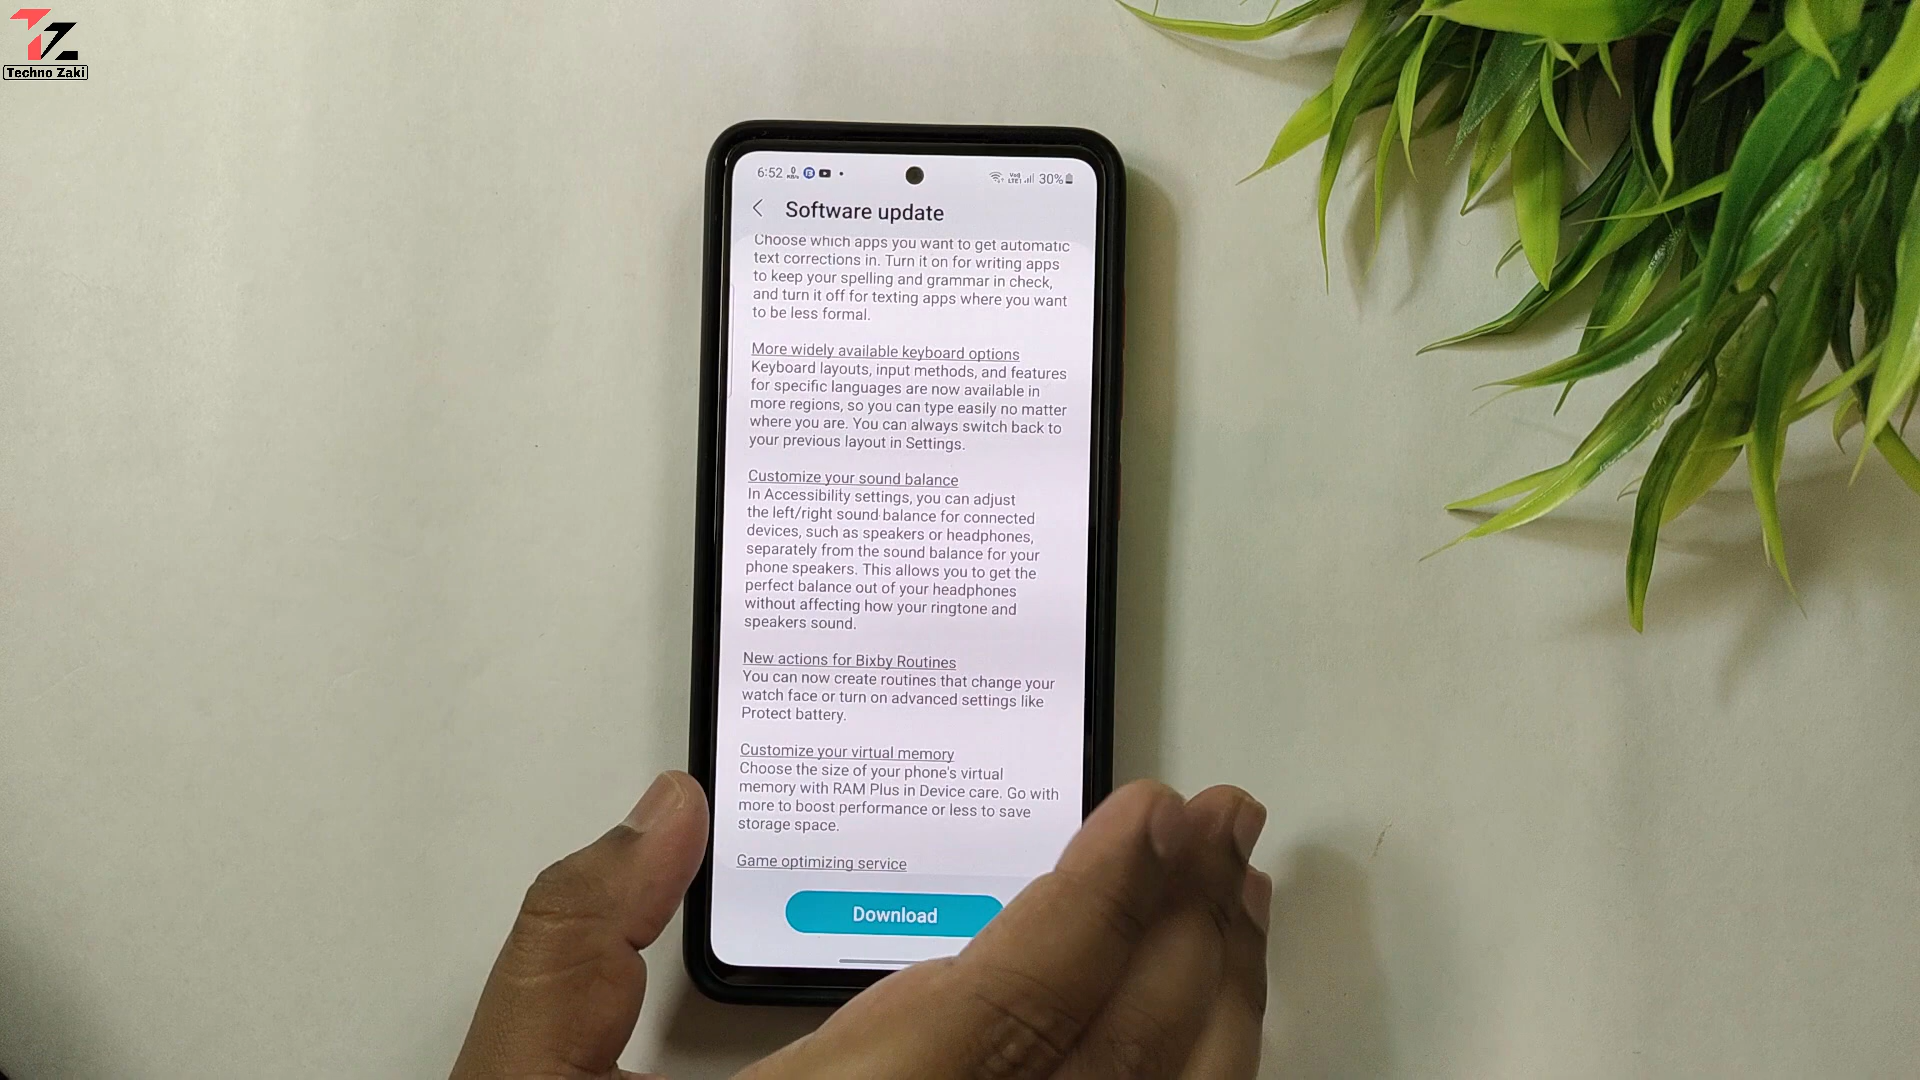 TZ
Techno Zaki
6:52
30%
Software update
Choose which apps you want to get automatic
text corrections in. Turn it on for writing apps
to keep your spelling and grammar in check,
and turn it off for texting apps where you want
to be less formal.
More widely available keyboard options
Keyboard layouts, input methods, and features
for specific languages are now available in
more regions, so you can type easily no matter
where you are. You can always switch back to
your previous layout in Settings.
Customize your sound balance
In Accessibility settings, you can adjust
the left/right sound balance for connected
devices, such as speakers or headphones,
separately from the sound balance for your
phone speakers. This allows you to get the
perfect balance out of your headphones
without affecting how your ringtone and
speakers sound.
New actions for Bixby Routines
You can now create routines that change your
watch face or turn on advanced settings like
Protect battery.
Customize your virtual memory
Choose the size of your phone's virtual
memory with RAM Plus in Device care. Go with
more to boost performance or less to save
storage space.
Game optimizing service
Download